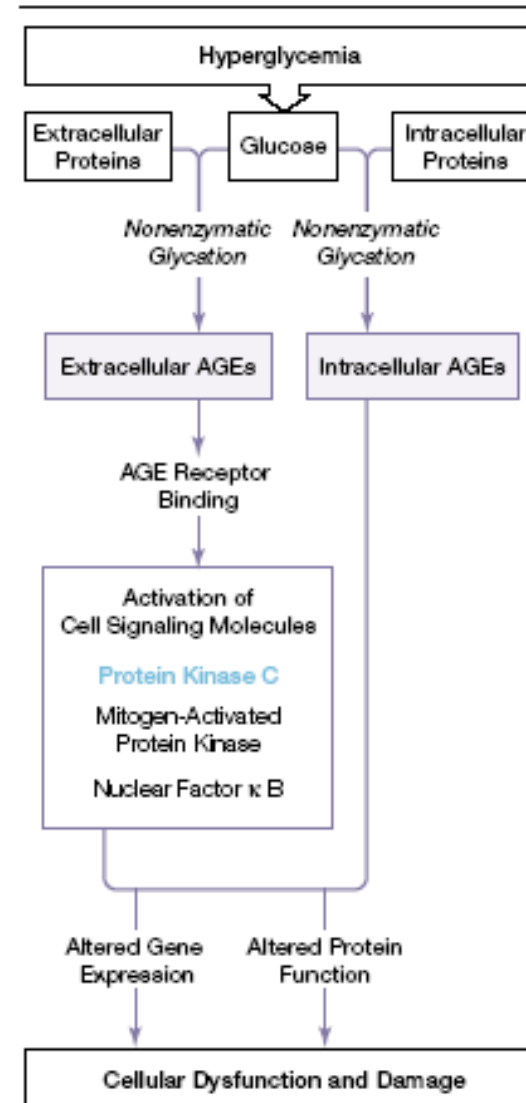 Hyperglycemia
Extracellular
Proteins
Glucose
Intracellular
Proteins
Nonenzymatic
Glycation
Nonenzymatic
Glycation
Extracellular AGEs
Intracellular AGEs
AGE Receptor
Binding
Activation of
Cell Signaling Molecules
Protein Kinase C
Mitogen-Activated
Protein Kinase
Nuclear Factor κ B
Altered Gene
Expression
Altered Protein
Function
Cellular Dysfunction and Damage